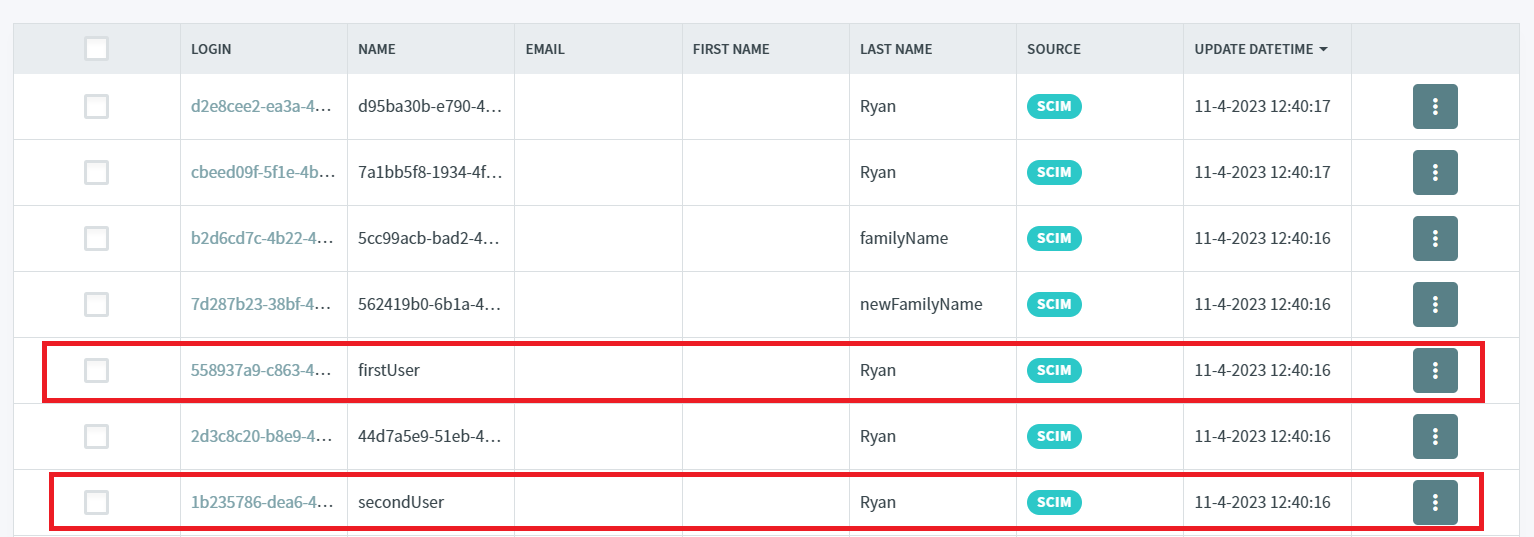 LOGIN NAME EMAIL FIRST NAME LAST NAME SOURCE UPDATE DATETIME
d2e8cee2-ea3a-4... d95ba30b-e790-4... Ryan SCIM 11-4-2023 12:40:17
cbeed09f-5f1e-4b... 7a1bb5f8-1934-4f... Ryan SCIM 11-4-2023 12:40:17
b2d6cd7c-4b22-4... 5cc99acb-bad2-4... familyName SCIM 11-4-2023 12:40:16
7d287b23-38bf-4... 562419b0-6b1a-4... newFamilyName SCIM 11-4-2023 12:40:16
558937a9-c863-4... firstUser Ryan SCIM 11-4-2023 12:40:16
2d3c8c20-b8e9-4... 44d7a5e9-51eb-4... Ryan SCIM 11-4-2023 12:40:16
1b235786-dea6-4... secondUser Ryan SCIM 11-4-2023 12:40:16